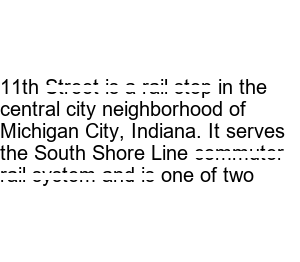 11th Street is a rail stop in the
central city neighborhood of
Michigan City, Indiana. It serves
the South Shore Line commuter
rail system and is one of two